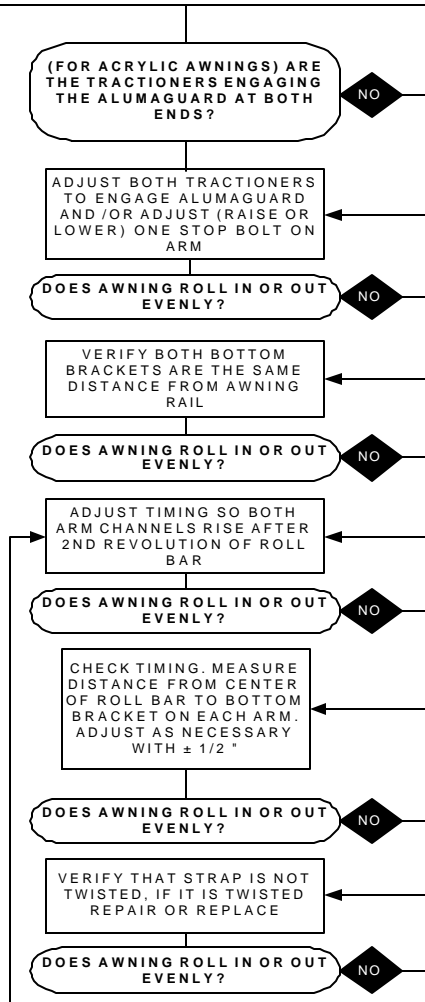 (FOR ACRYLIC AWNINGS) ARE
THE TRACTIONERS ENGAGING
THE ALUMAGUARD AT BOTH
ENDS?
NO
ADJUST BOTH TRACTIONERS
TO ENGAGE ALUMAGUARD
AND /OR ADJUST (RAISE OR
LOWER) ONE STOP BOLT ON
ARM
DOES AWNING ROLL IN OR OUT
EVENLY?
NO
VERIFY BOTH BOTTOM
BRACKETS ARE THE SAME
DISTANCE FROM AWNING
RAIL
DOES AWNING ROLL IN OR OUT
EVENLY?
NO
ADJUST TIMING SO BOTH
ARM CHANNELS RISE AFTER
2ND REVOLUTION OF ROLL
BAR
DOES AWNING ROLL IN OR OUT
EVENLY?
NO
CHECK TIMING. MEASURE
DISTANCE FROM CENTER
OF ROLL BAR TO BOTTOM
BRACKET ON EACH ARM.
ADJUST AS NECESSARY
WITH ± 1/2 "
DOES AWNING ROLL IN OR OUT
EVENLY?
NO
VERIFY THAT STRAP IS NOT
TWISTED, IF IT IS TWISTED
REPAIR OR REPLACE
DOES AWNING ROLL IN OR OUT
EVENLY?
NO